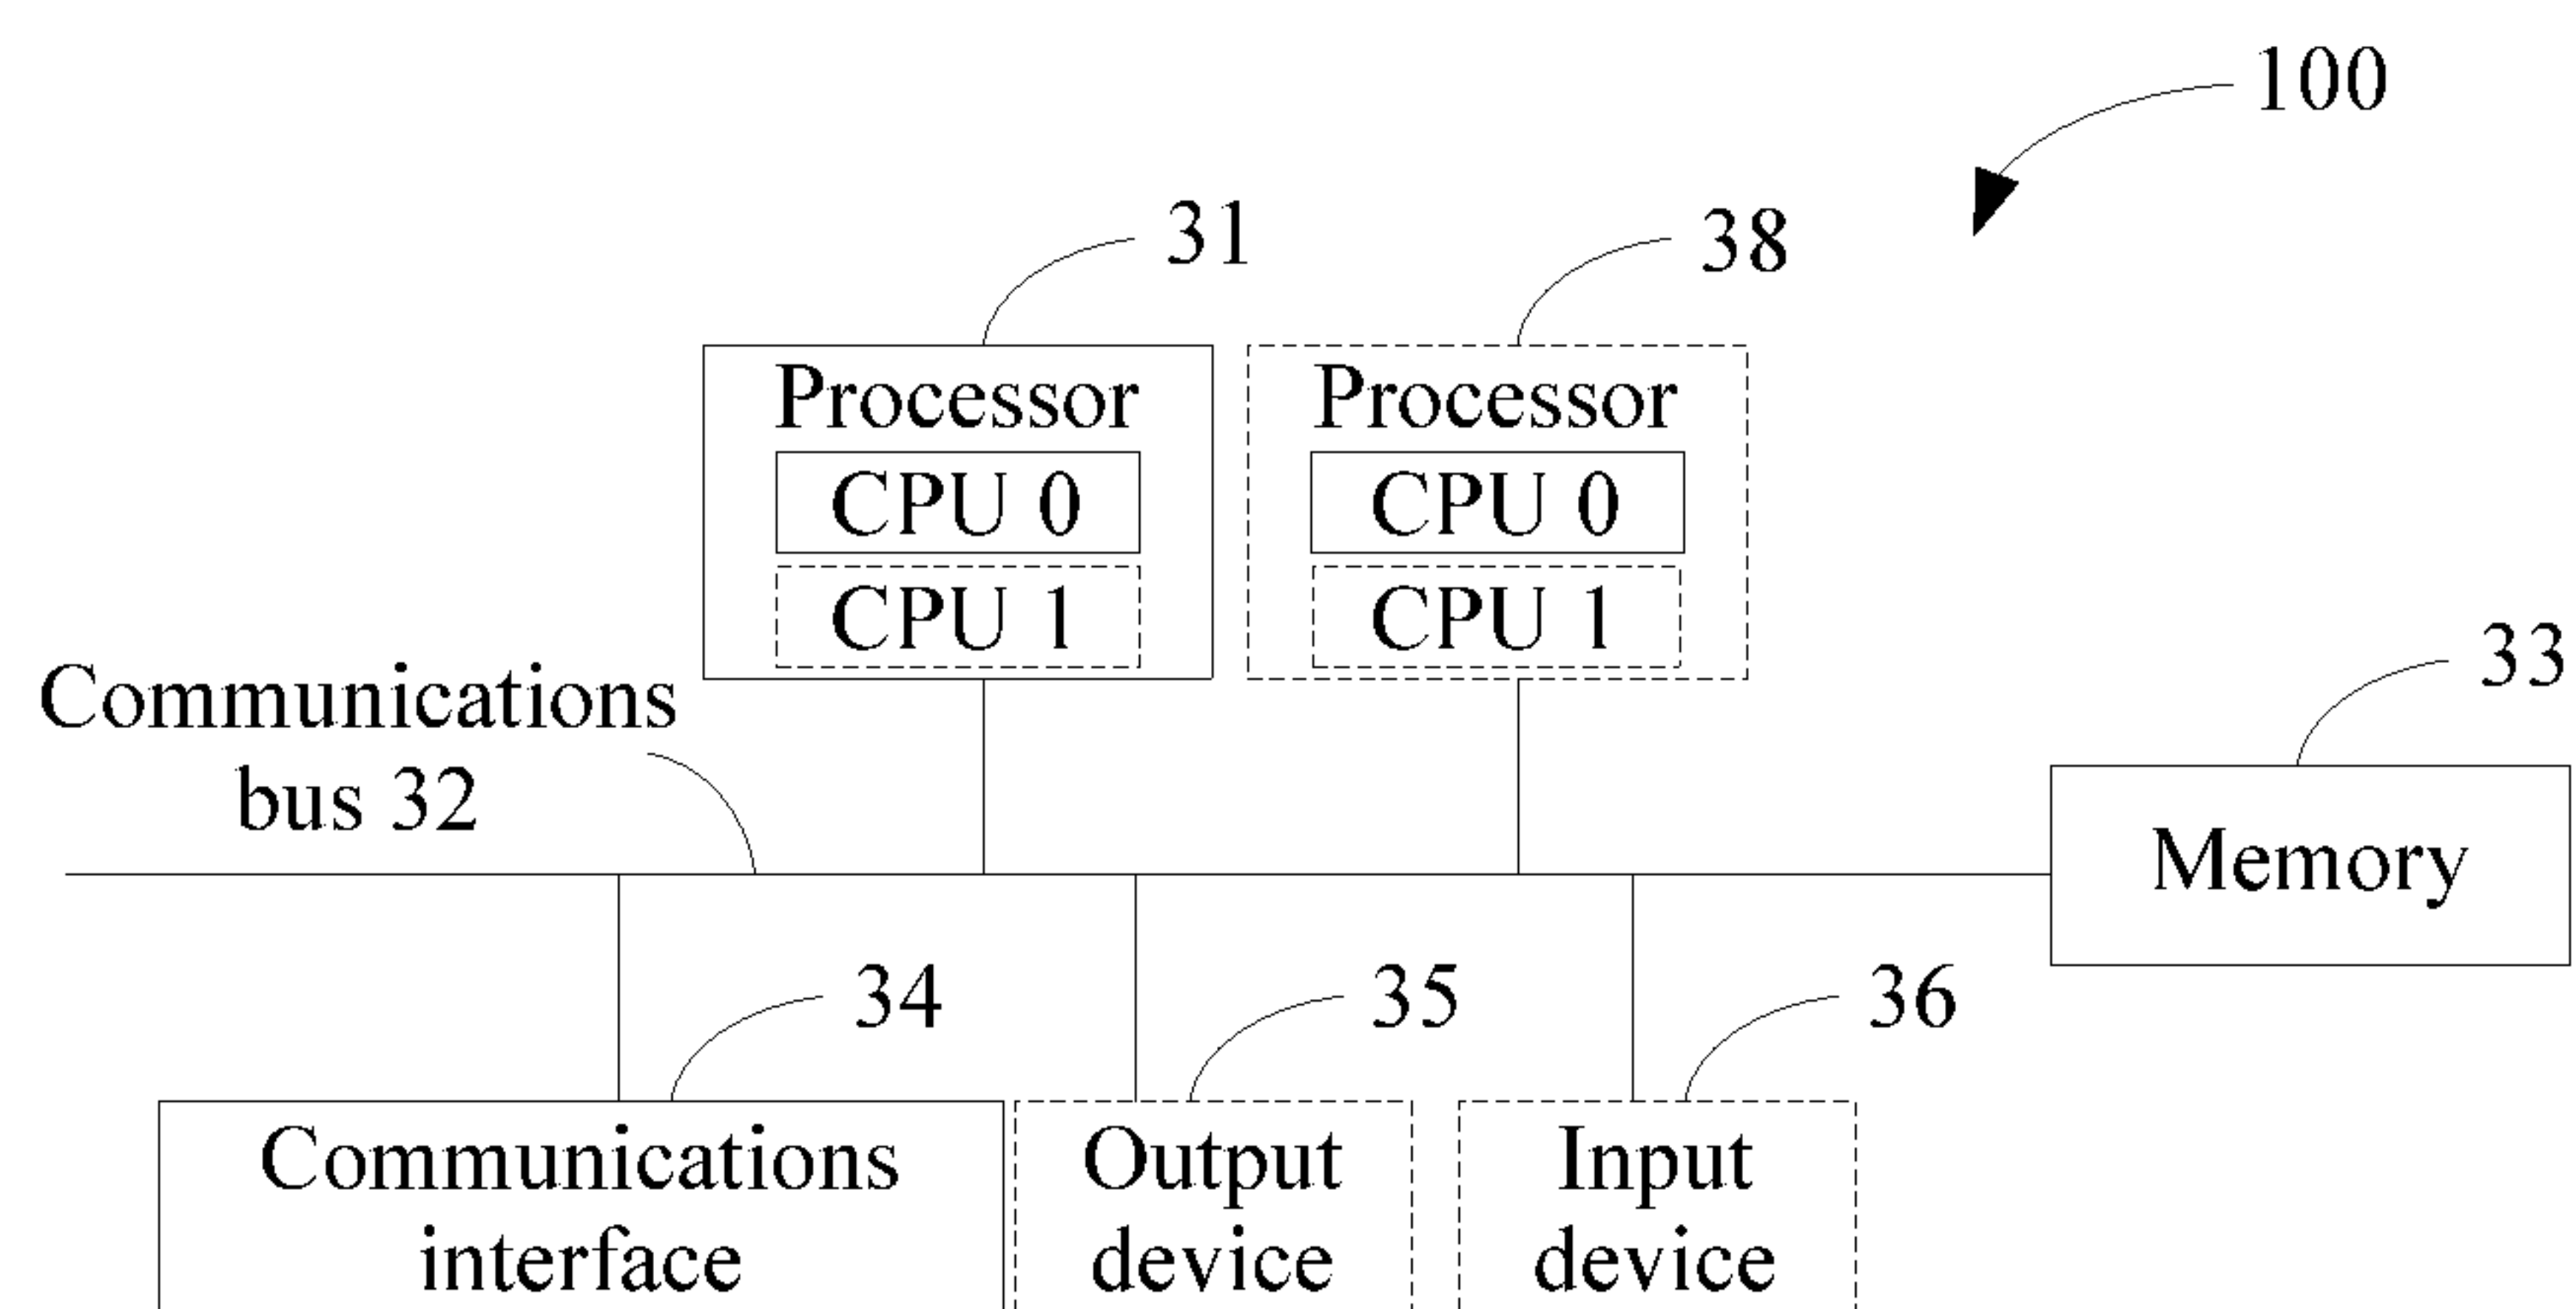 100
31
38
Processor
CPU 0
CPU 1
Processor
CPU 0
CPU 1
33
Communications
bus 32
Memory
34
35
36
Communications
interface
Output
device
Input
device